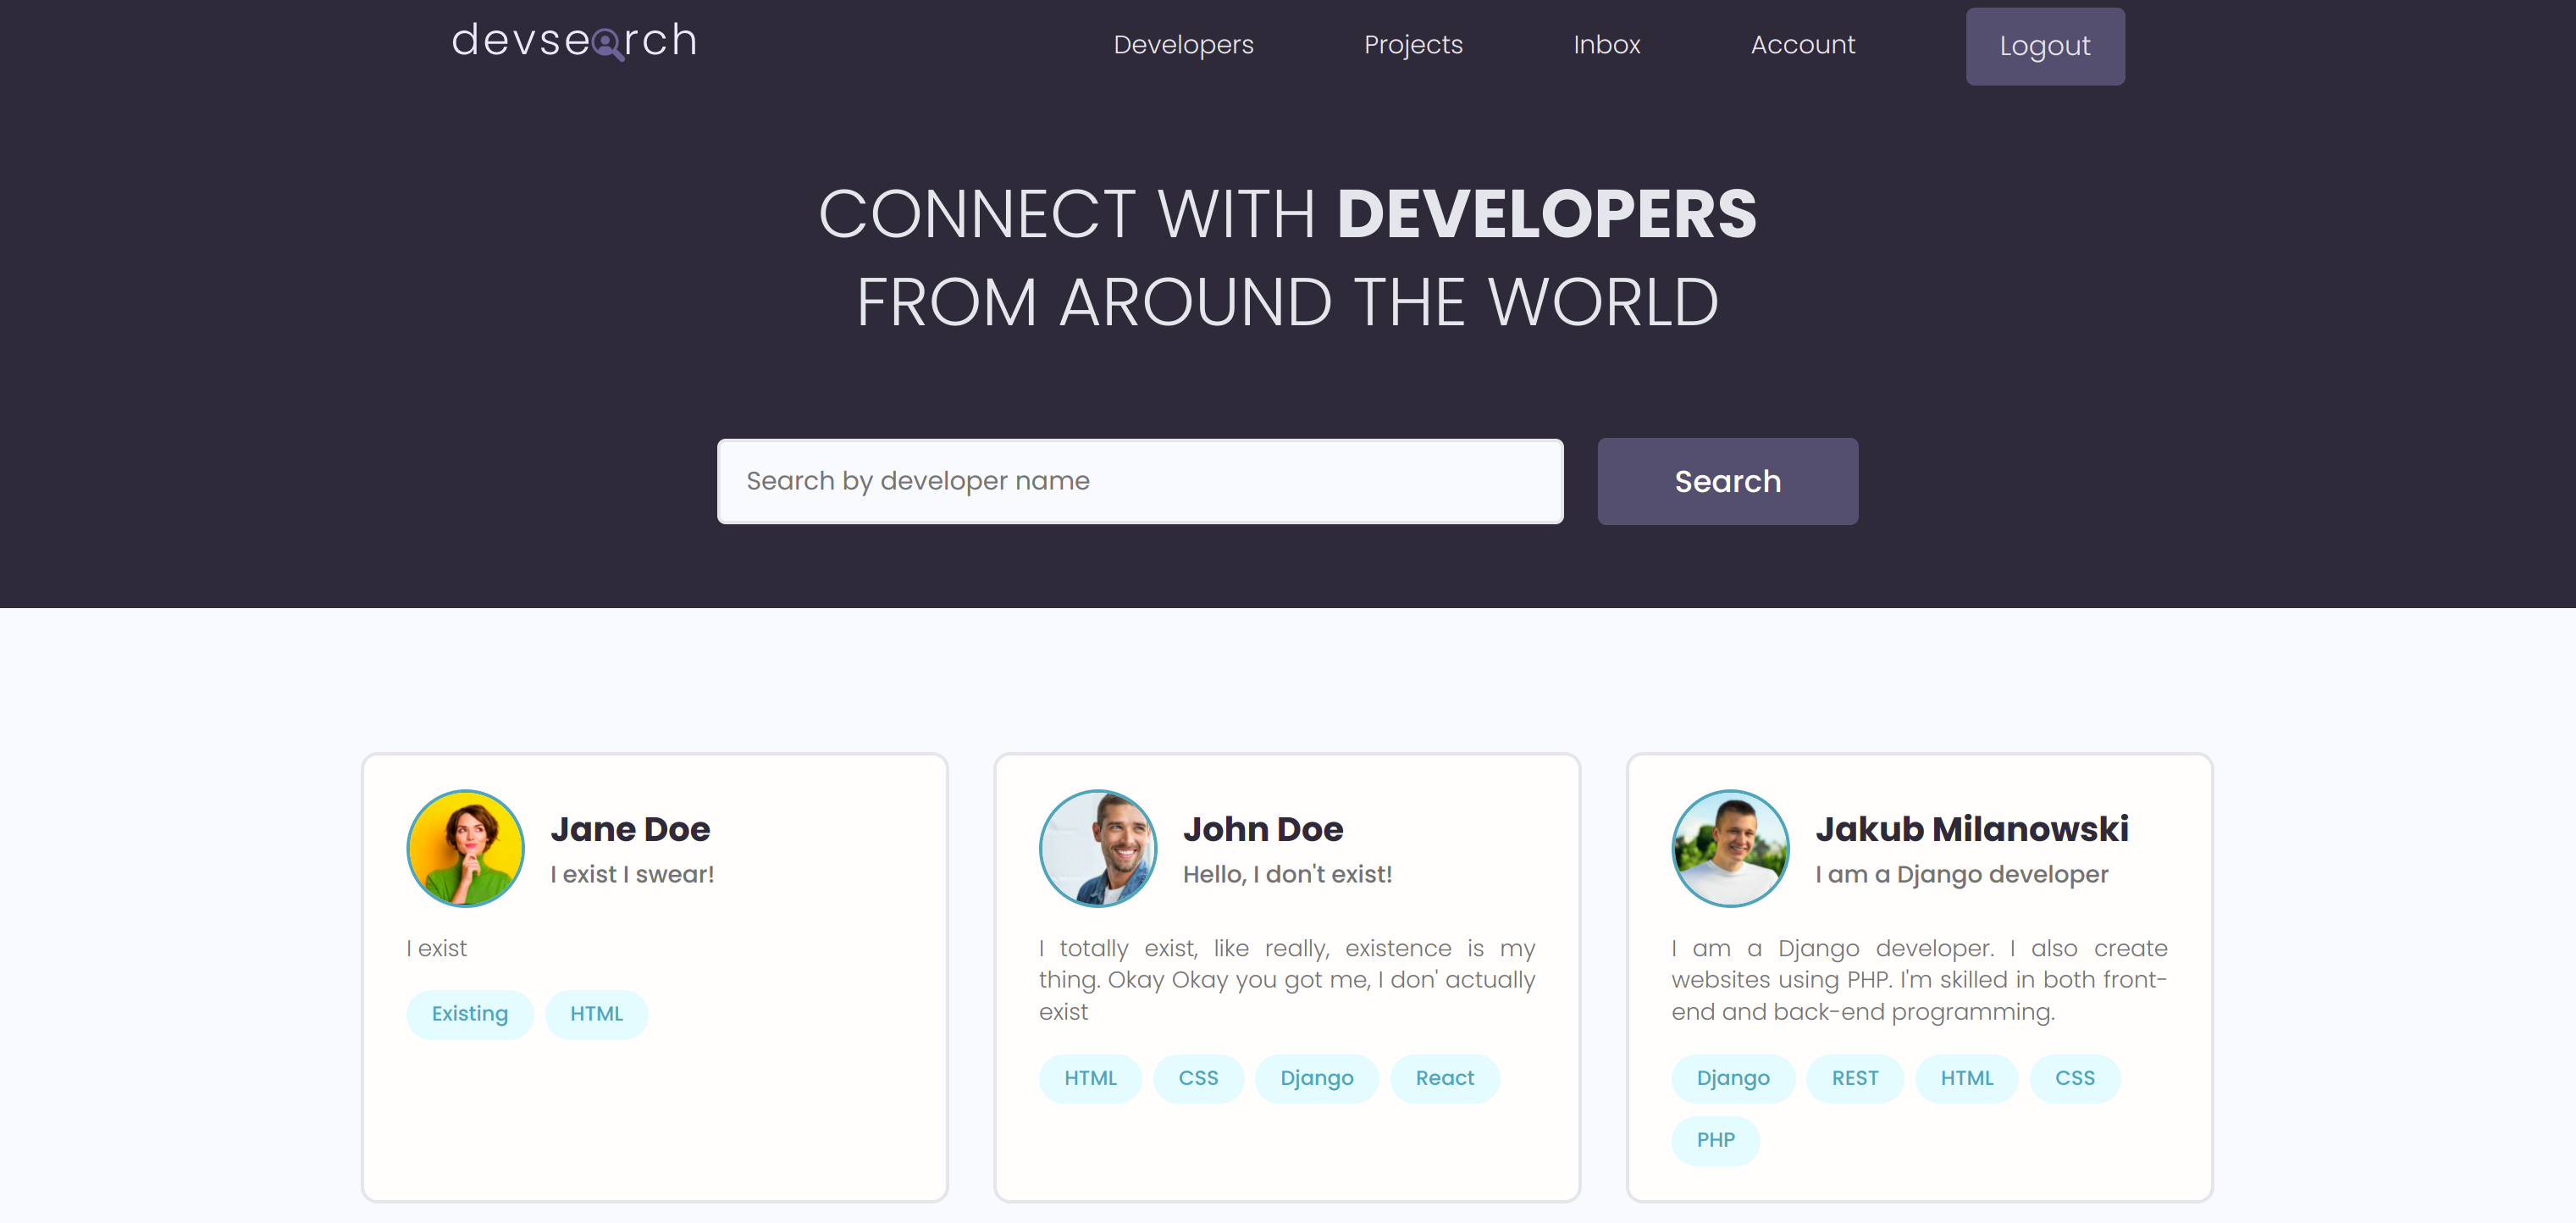 devsearch
Developers
Projects
Inbox
Account
Logout
CONNECT WITH DEVELOPERS
FROM AROUND THE WORLD
Search by developer name
Search
Jane Doe
I exist I swear!
I exist
Existing
HTML
John Doe
Hello, I don't exist!
I totally exist, like really, existence is my
thing. Okay Okay you got me, I don' actually
exist
HTML
CSS
Django
React
Jakub Milanowski
I am a Django developer
I am a Django developer. I also create
websites using PHP. I'm skilled in both front-
end and back-end programming.
Django
REST
HTML
CSS
PHP